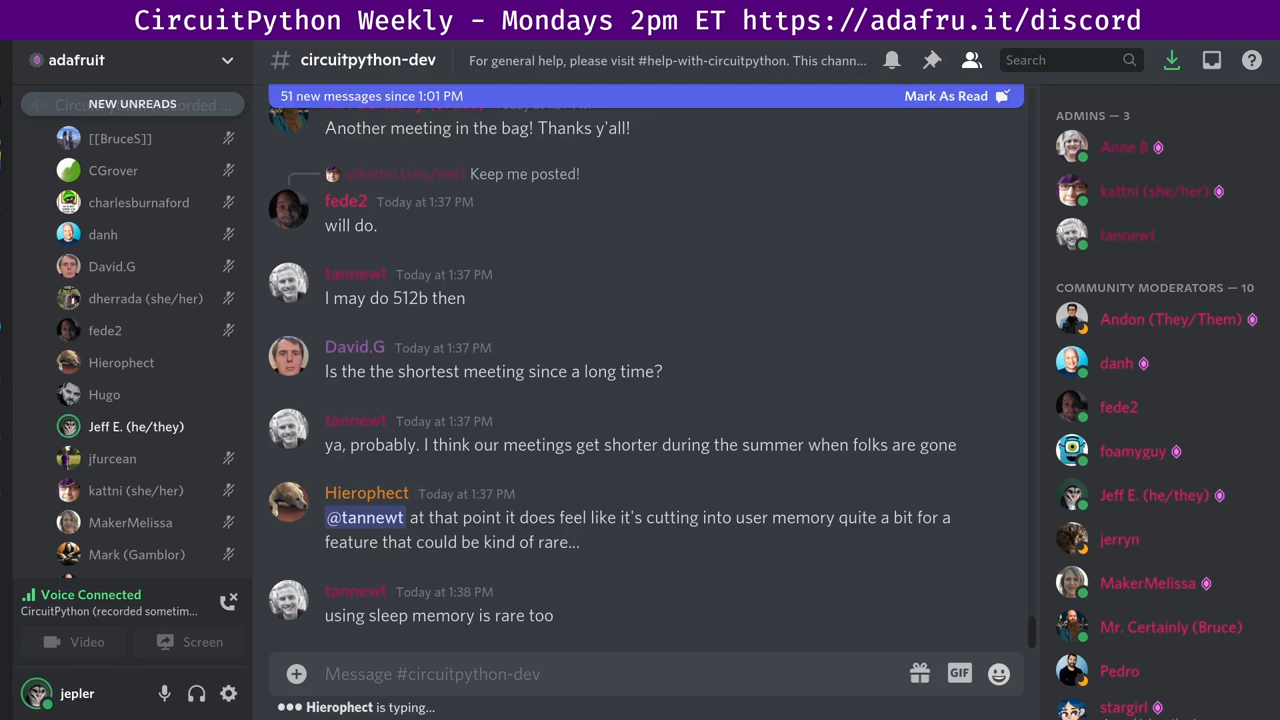 CircuitPython Weekly - Mondays 2pm ET https://adafru.it/discord
adafruit
NEW UNREADS
[[BruceS]]
CGrover
charlesburnaford
danh
David.G
dherrada (she/her)
fede2
Hierophect
Hugo
Jeff E. (he/they)
jfurcean
kattni (she/her)
MakerMelissa
Mark (Gamblor)
Voice Connected
CircuitPython (recorded sometim...
Video
Screen
jepler
# circuitpython-dev
For general help, please visit #help-with-circuitpython. This chann...
Search
51 new messages since 1:01 PM
Mark As Read
Another meeting in the bag! Thanks y'all!
kattni (she/her) Keep me posted!
fede2 Today at 1:37 PM
will do.
tannewt Today at 1:37 PM
I may do 512b then
David.G Today at 1:37 PM
Is the the shortest meeting since a long time?
tannewt Today at 1:37 PM
ya, probably. I think our meetings get shorter during the summer when folks are gone
Hierophect Today at 1:37 PM
@tannewt at that point it does feel like it's cutting into user memory quite a bit for a
feature that could be kind of rare...
tannewt Today at 1:38 PM
using sleep memory is rare too
Message #circuitpython-dev
GIF
Hierophect is typing...
ADMINS — 3
Anne B
kattni (she/her)
tannewt
COMMUNITY MODERATORS — 10
Andon (They/Them)
danh
fede2
foamyguy
Jeff E. (he/they)
jerryn
MakerMelissa
Mr. Certainly (Bruce)
Pedro
stargirl